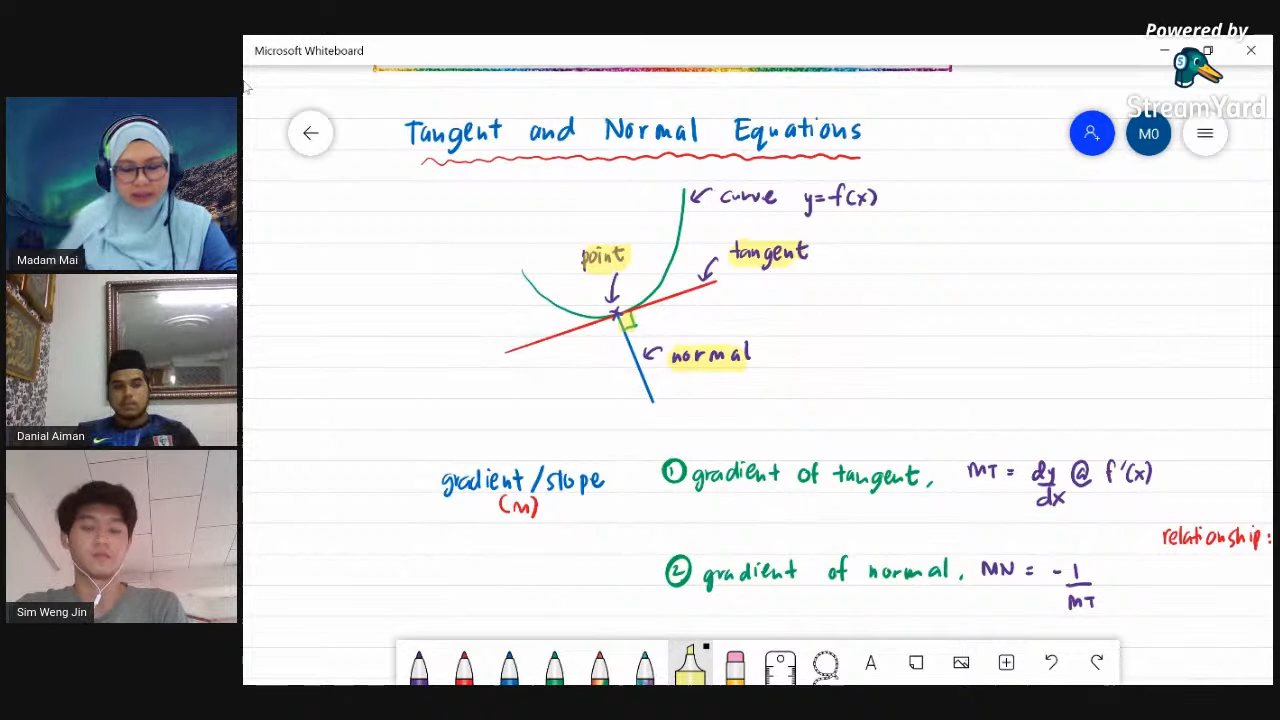 Powered by
StreamYard
Microsoft Whiteboard
Tangent and Normal Equations
M0
curve y=f(x)
point
tangent
normal
gradient/slope
(m)
① gradient of tangent, MT = dy/dx @ f'(x)
relationship:
② gradient of normal, MN = -1/MT
A
Madam Mai
Danial Aiman
Sim Weng Jin